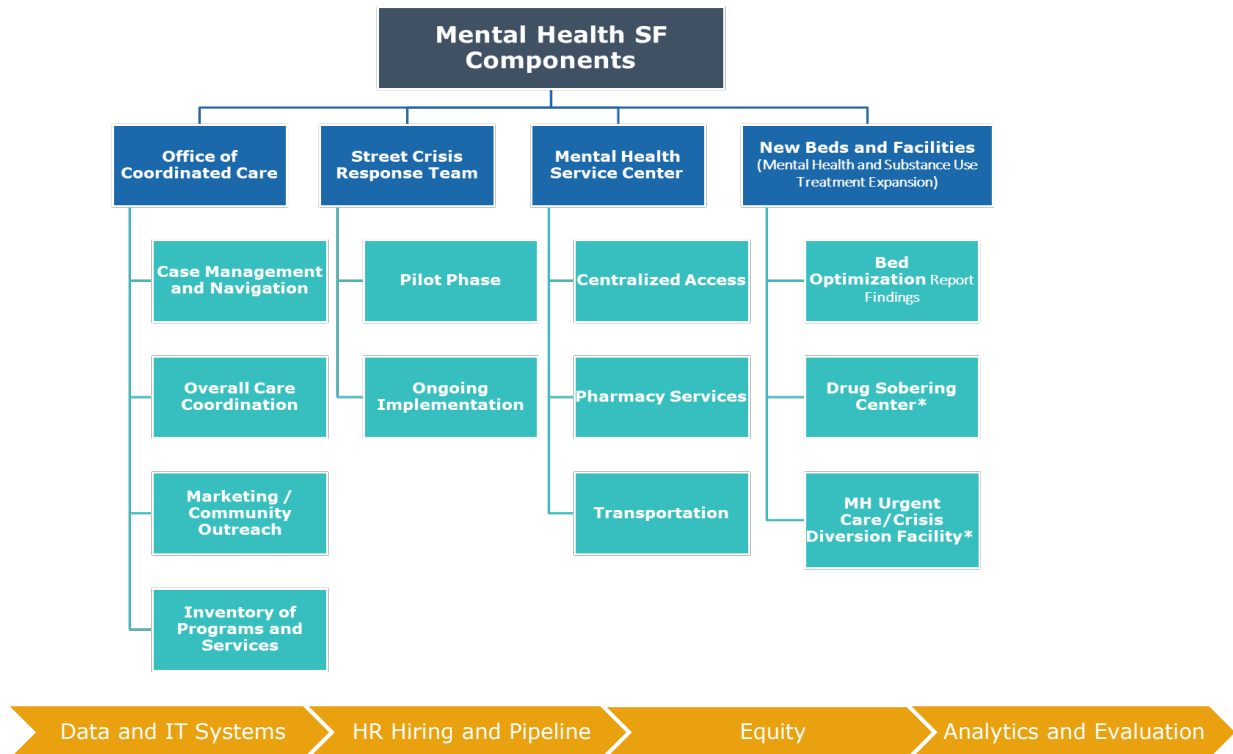 Mental Health SF
Components
Office of
Coordinated Care
Street Crisis
Response Team
Mental Health
Service Center
New Beds and Facilities
(Mental Health and Substance Use
Treatment Expansion)
Case Management
and Navigation
Pilot Phase
Centralized Access
Bed
Optimization Report
Findings
Overall Care
Coordination
Ongoing
Implementation
Pharmacy Services
Drug Sobering
Center*
Marketing /
Community
Outreach
Transportation
MH Urgent
Care/Crisis
Diversion Facility*
Inventory of
Programs and
Services
Data and IT Systems
HR Hiring and Pipeline
Equity
Analytics and Evaluation